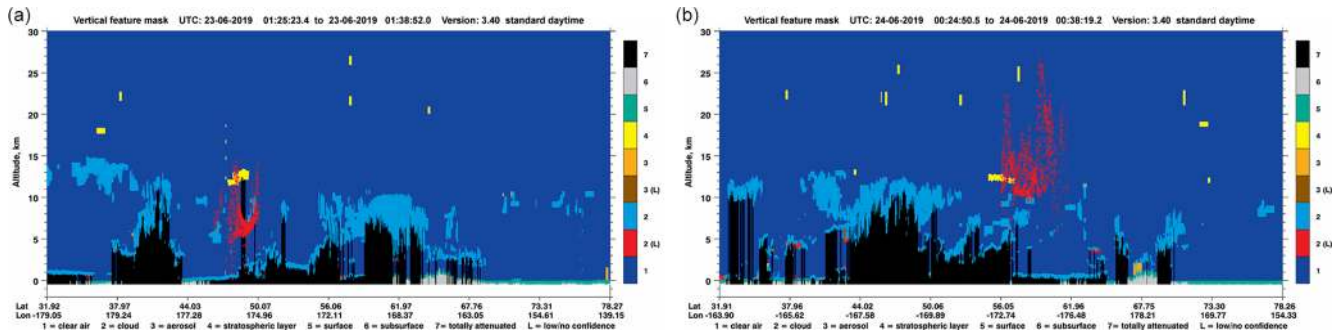 (a)
Vertical feature mask UTC: 23-06-2019 01:25:23.4 to 23-06-2019 01:38:52.0 Version: 3.40 standard daytime
30
25
20
15
10
5
0
Altitude, km
7
6
5
4
3
3 (L)
2
2 (L)
1
Lat 31.92 37.97 44.03 50.07 56.06 62.03 67.76 73.31 78.27
Lon -179.05 179.24 177.28 174.96 172.11 168.37 163.05 154.61 139.15
1 = clear air 2 = cloud 3 = aerosol 4 = stratospheric layer 5 = surface 6 = subsurface 7= totally attenuated L = low/no confidence
(b)
Vertical feature mask UTC: 24-06-2019 00:24:50.5 to 24-06-2019 00:38:19.2 Version: 3.40 standard daytime
30
25
20
15
10
5
0
Altitude, km
7
6
5
4
3
3 (L)
2
2 (L)
1
Lat 31.91 37.96 44.02 50.06 56.05 61.96 67.75 73.30 78.26
Lon -163.90 -165.62 -167.58 -169.89 -172.74 -176.48 178.21 169.77 154.33
1 = clear air 2 = cloud 3 = aerosol 4 = stratospheric layer 5 = surface 6 = subsurface 7= totally attenuated L = low/no confidence